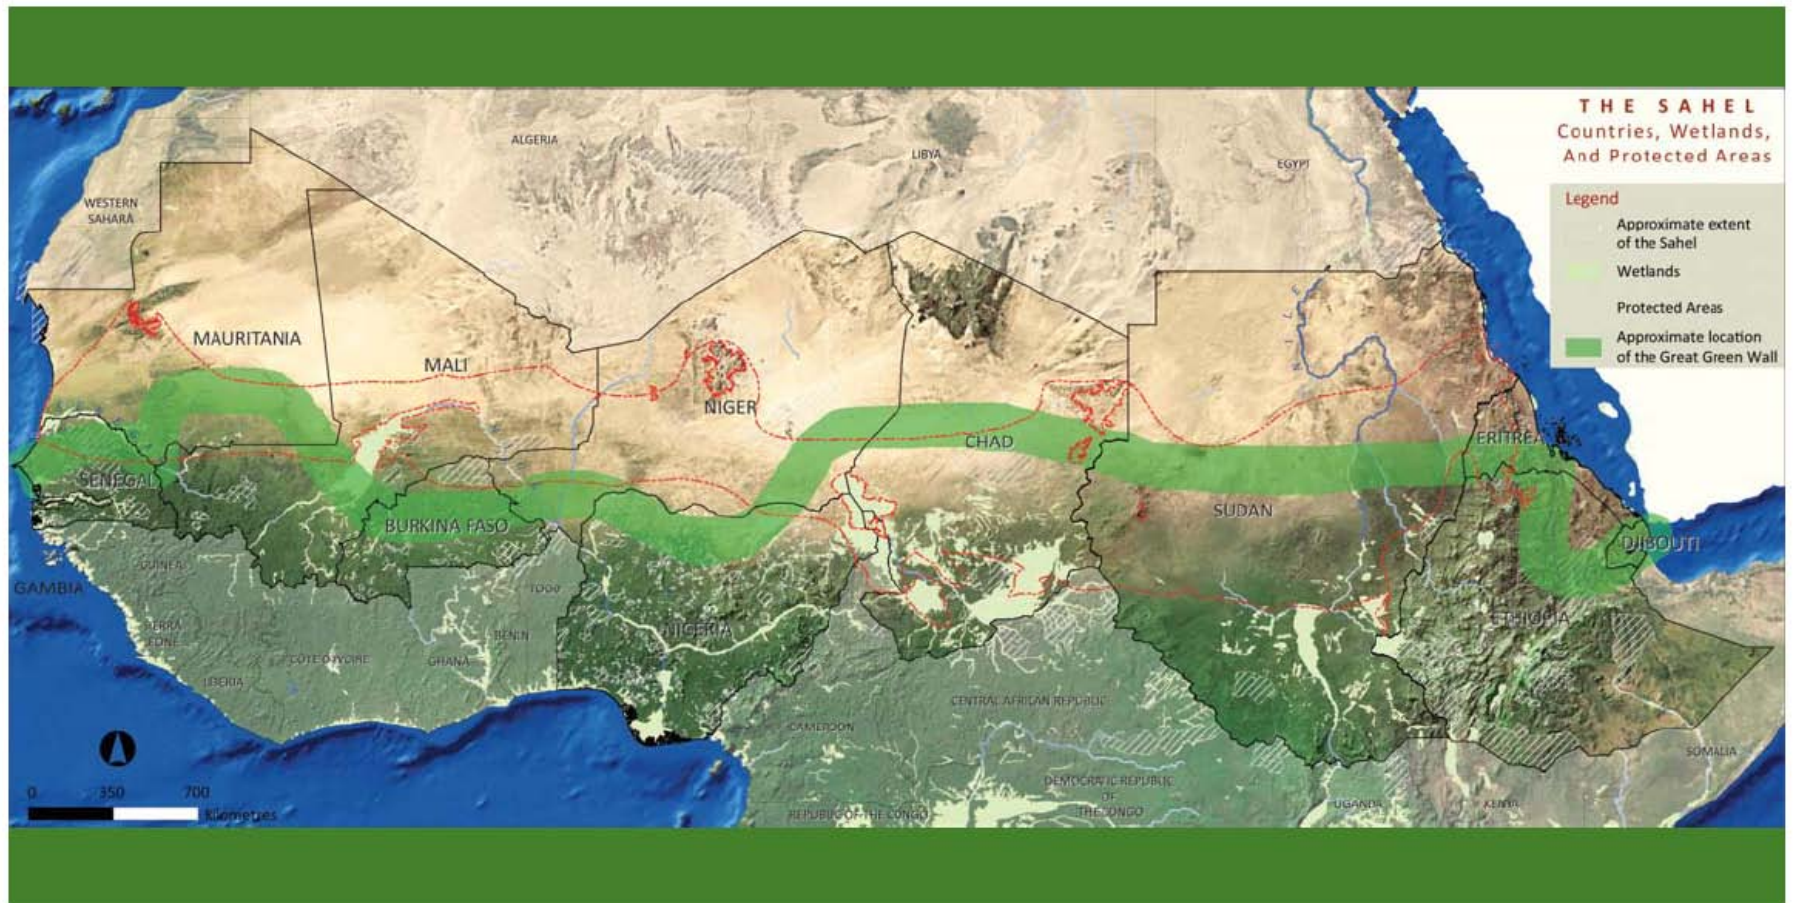 THE SAHEL
Countries, Wetlands,
And Protected Areas
Legend
Approximate extent
of the Sahel
Wetlands
Protected Areas
Approximate location
of the Great Green Wall
ALGERIA
LIBYA
EGYPT
WESTERN
SAHARA
MAURITANIA
MALI
NIGER
CHAD
NILE
ERITREA
SENEGAL
BURKINA FASO
SUDAN
DJIBOUTI
GAMBIA
GUINEA
TOGO
ETHIOPIA
NIGERIA
BENIN
CÔTE D'IVOIRE
GHANA
LIBERIA
CENTRAL AFRICAN REPUBLIC
CAMEROON
SOMALIA
DEMOCRATIC REPUBLIC
OF
THE CONGO
REPUBLIC OF THE CONGO
UGANDA
KENYA
0 350 700
Kilometres